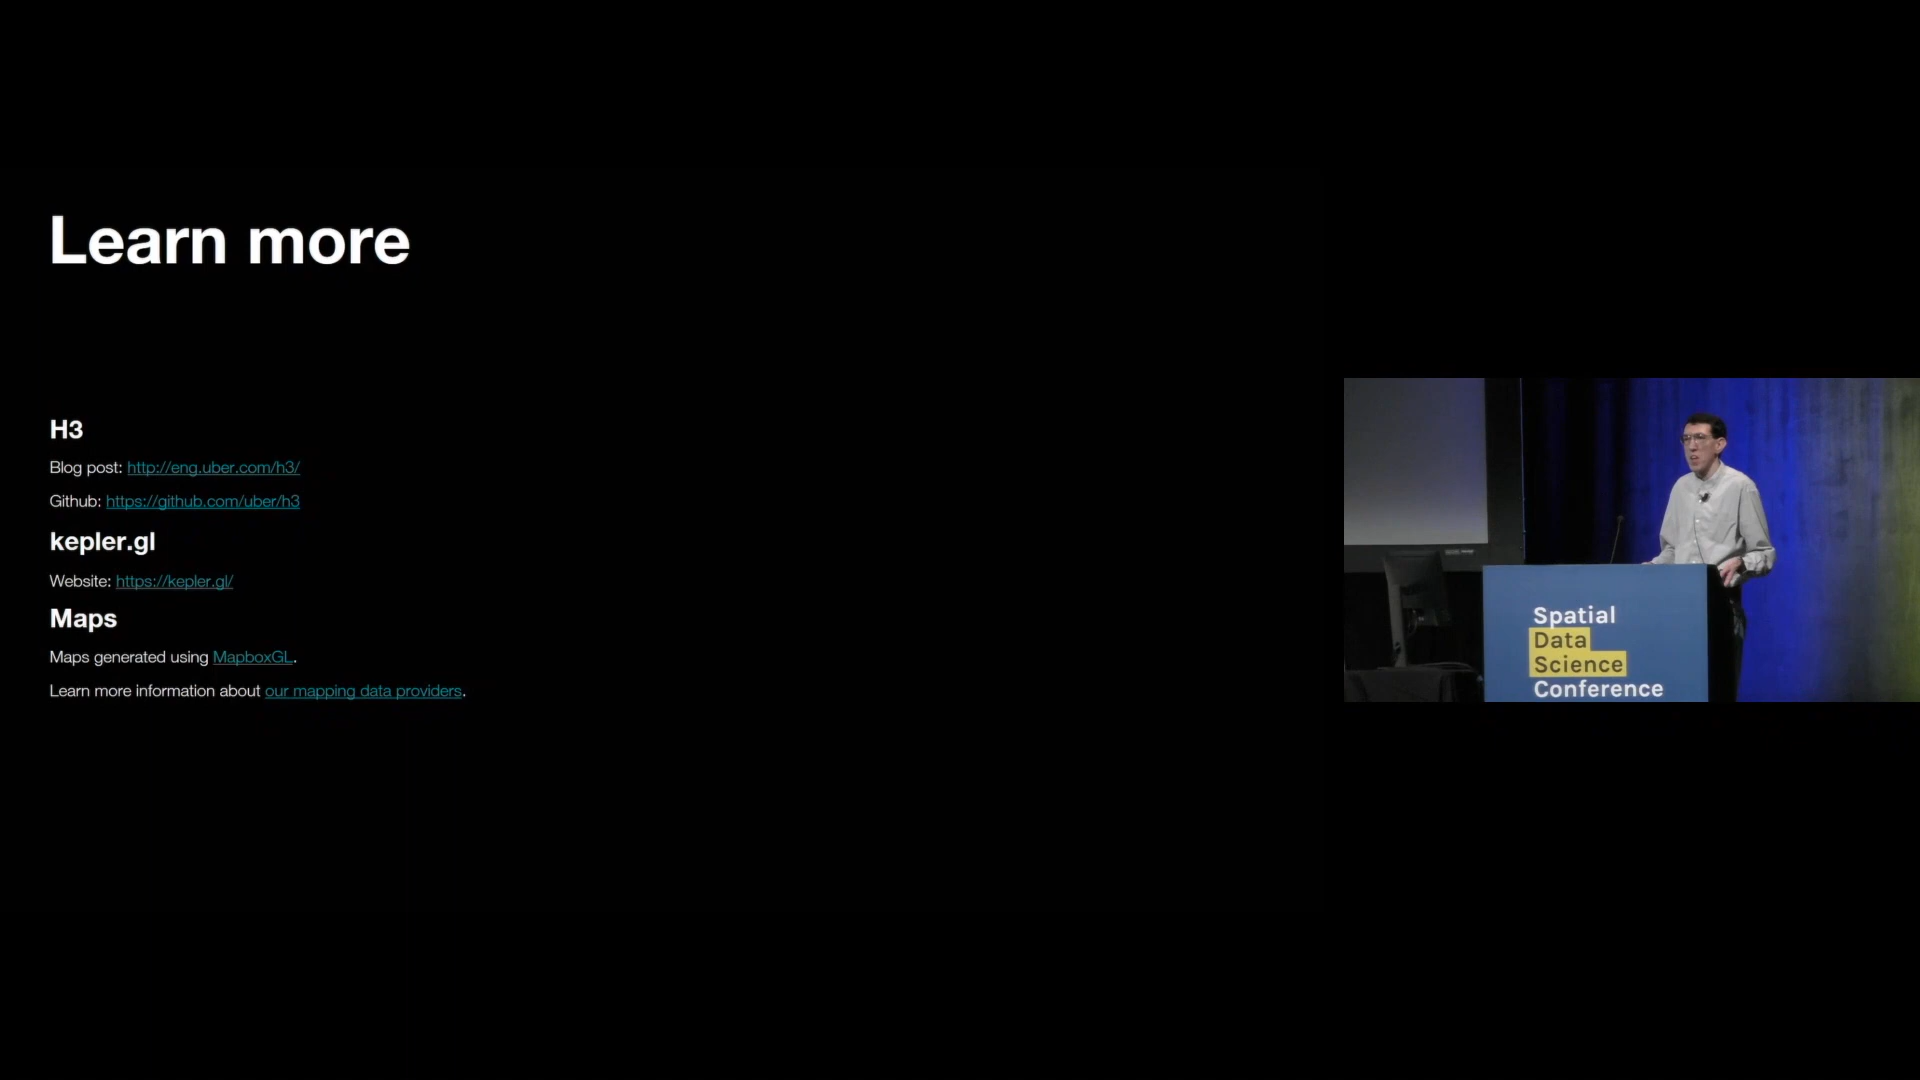 Learn more
H3
Blog post: http://eng.uber.com/h3/
Github: https://github.com/uber/h3
kepler.gl
Website: https://kepler.gl/
Maps
Maps generated using MapboxGL.
Learn more information about our mapping data providers.
Spatial
Data
Science
Conference